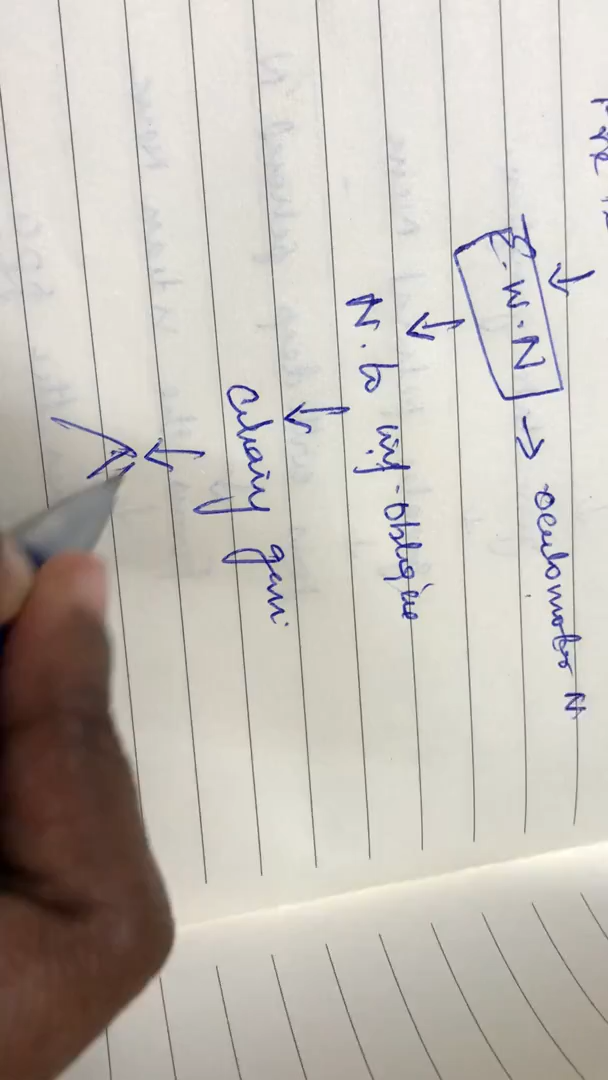 E.W.N → oculomotor N
N. to inf. oblique
Ciliary gan.